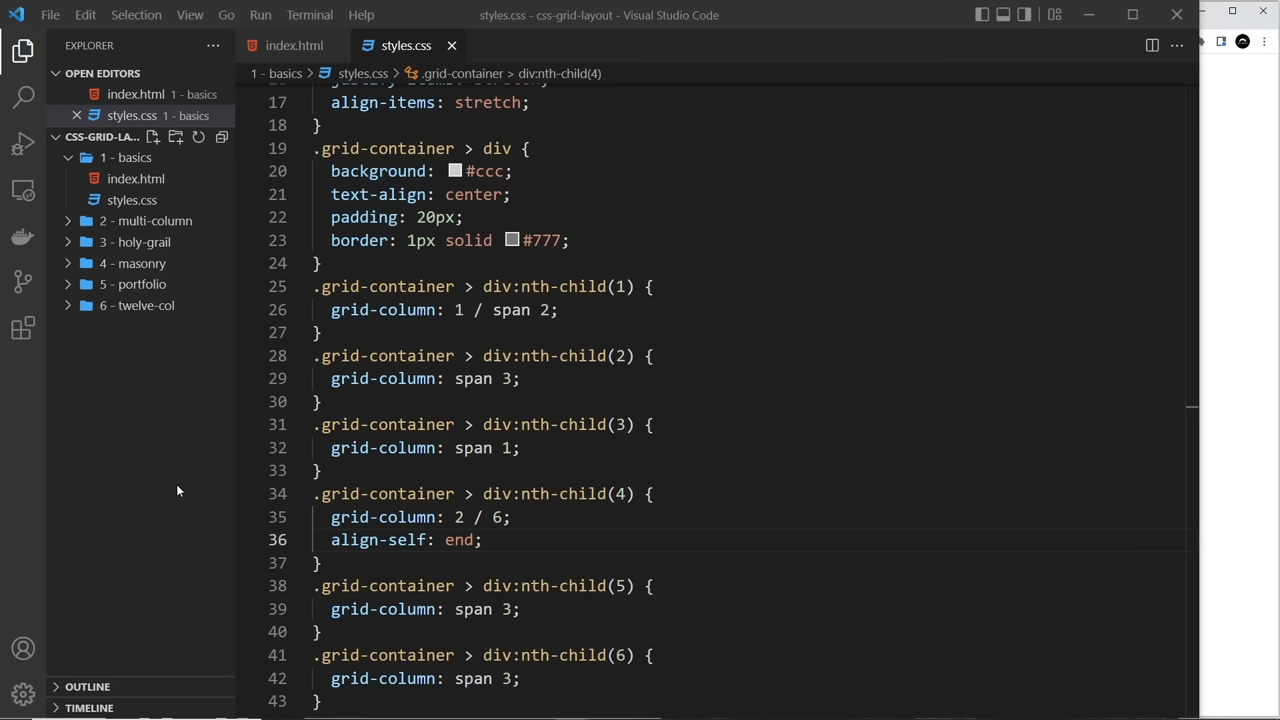 File Edit Selection View Go Run Terminal Help
styles.css - css-grid-layout - Visual Studio Code
EXPLORER
index.html
styles.css
OPEN EDITORS
index.html 1 - basics
styles.css 1 - basics
CSS-GRID-LA...
1 - basics
index.html
styles.css
2 - multi-column
3 - holy-grail
4 - masonry
5 - portfolio
6 - twelve-col
OUTLINE
TIMELINE
1 - basics > styles.css > .grid-container > div:nth-child(4)
17 align-items: stretch;
18 }
19 .grid-container > div {
20 background: #ccc;
21 text-align: center;
22 padding: 20px;
23 border: 1px solid #777;
24 }
25 .grid-container > div:nth-child(1) {
26 grid-column: 1 / span 2;
27 }
28 .grid-container > div:nth-child(2) {
29 grid-column: span 3;
30 }
31 .grid-container > div:nth-child(3) {
32 grid-column: span 1;
33 }
34 .grid-container > div:nth-child(4) {
35 grid-column: 2 / 6;
36 align-self: end;
37 }
38 .grid-container > div:nth-child(5) {
39 grid-column: span 3;
40 }
41 .grid-container > div:nth-child(6) {
42 grid-column: span 3;
43 }